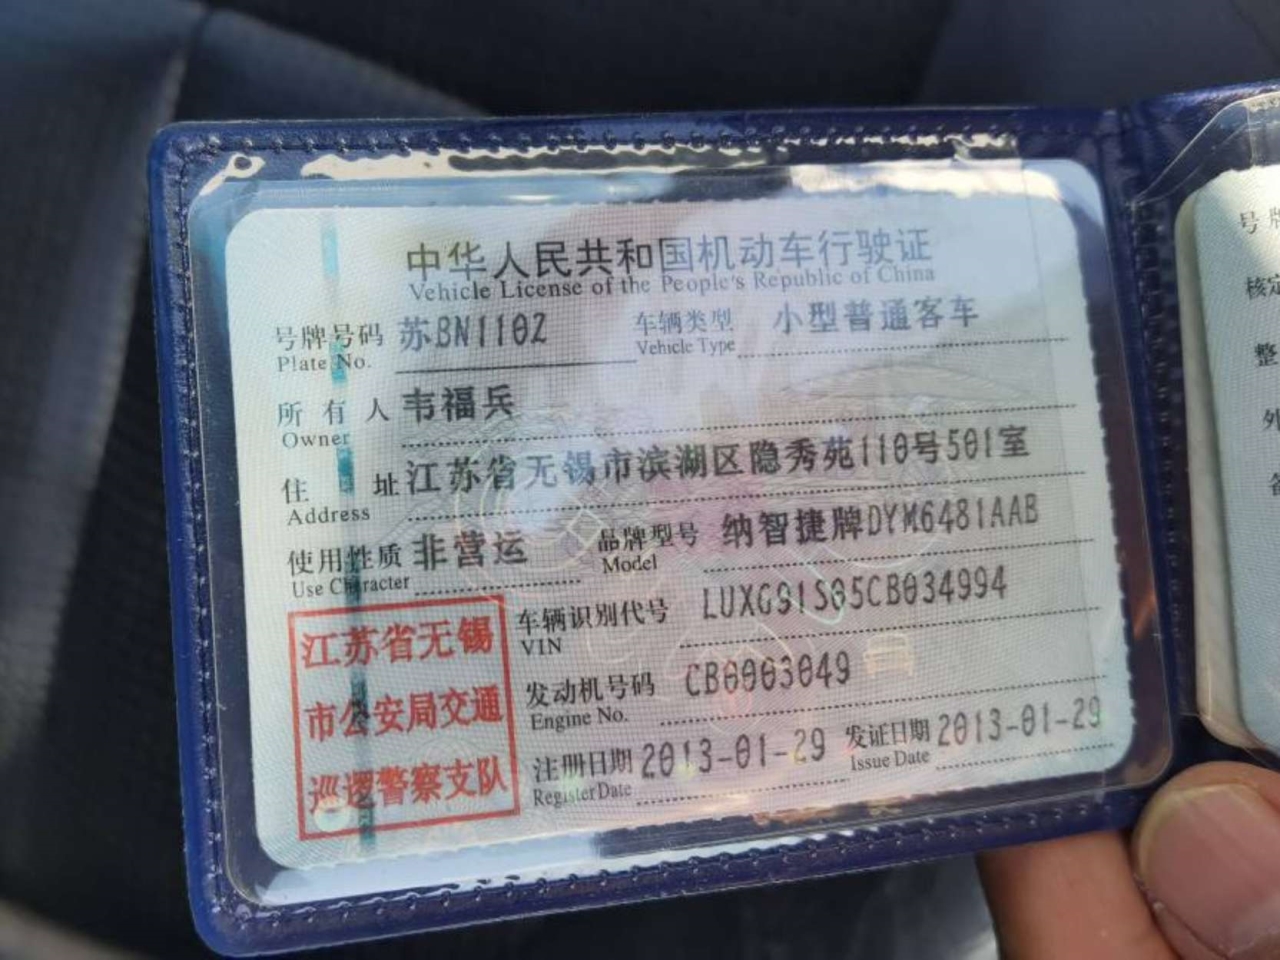 中华人民共和国机动车行驶证
Vehicle License of the People's Republic of China
号牌号码 苏BN1102 车辆类型 小型普通客车
Plate No. Vehicle Type
所有人 韦福兵
Owner
住址 江苏省无锡市滨湖区隐秀苑110号501室
Address
使用性质 非营运 品牌型号 纳智捷牌DYM6481AAB
Use Character Model
车辆识别代号 LUXG91S05CB034994
VIN
发动机号码 CB0003049
Engine No.
注册日期 2013-01-29 发证日期 2013-01-29
Register Date Issue Date
江苏省无锡
市公安局交通
巡逻警察支队
号牌
核定
整
外